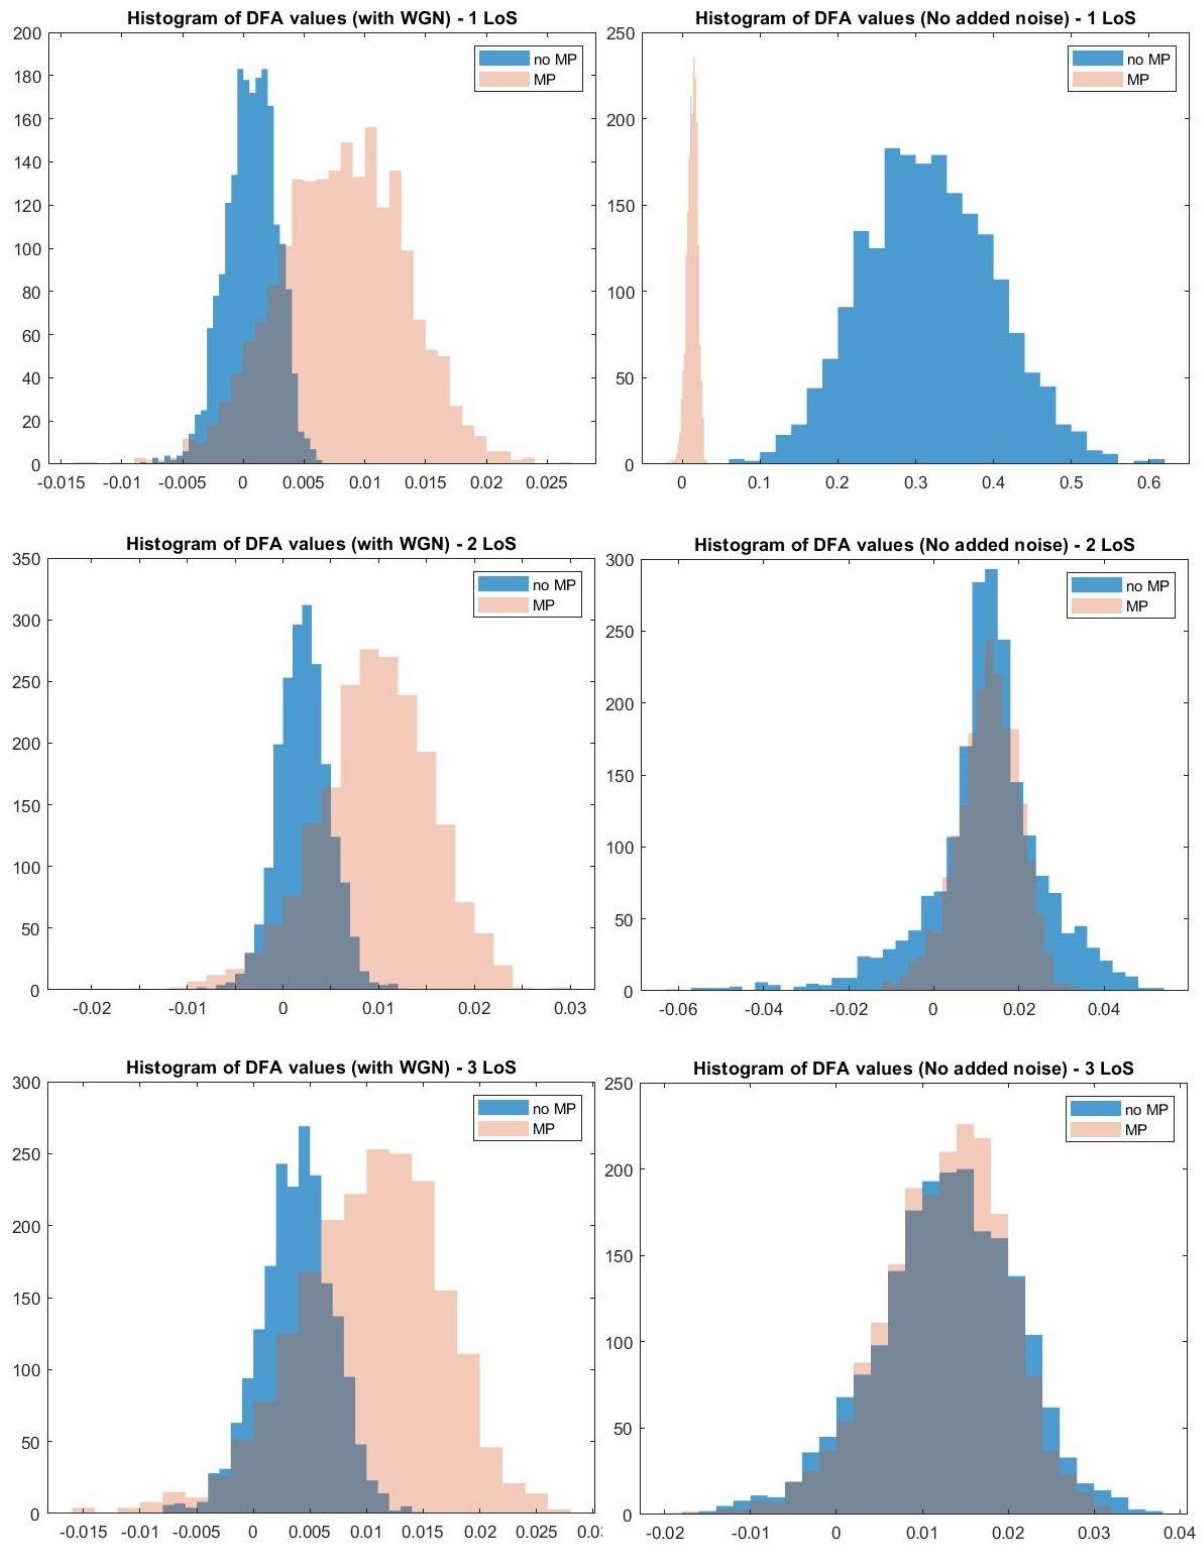 Histogram of DFA values (with WGN) - 1 LoS
200
180
160
140
120
100
80
60
40
20
0
-0.015 -0.01 -0.005 0 0.005 0.01 0.015 0.02 0.025
no MP
MP
Histogram of DFA values (No added noise) - 1 LoS
250
200
150
100
50
0
0 0.1 0.2 0.3 0.4 0.5 0.6
no MP
MP
Histogram of DFA values (with WGN) - 2 LoS
350
300
250
200
150
100
50
0
-0.02 -0.01 0 0.01 0.02 0.03
no MP
MP
Histogram of DFA values (No added noise) - 2 LoS
300
250
200
150
100
50
0
-0.06 -0.04 -0.02 0 0.02 0.04
no MP
MP
Histogram of DFA values (with WGN) - 3 LoS
300
250
200
150
100
50
0
-0.015 -0.01 -0.005 0 0.005 0.01 0.015 0.02 0.025
no MP
MP
Histogram of DFA values (No added noise) - 3 LoS
250
200
150
100
50
0
-0.02 -0.01 0 0.01 0.02 0.03 0.04
no MP
MP